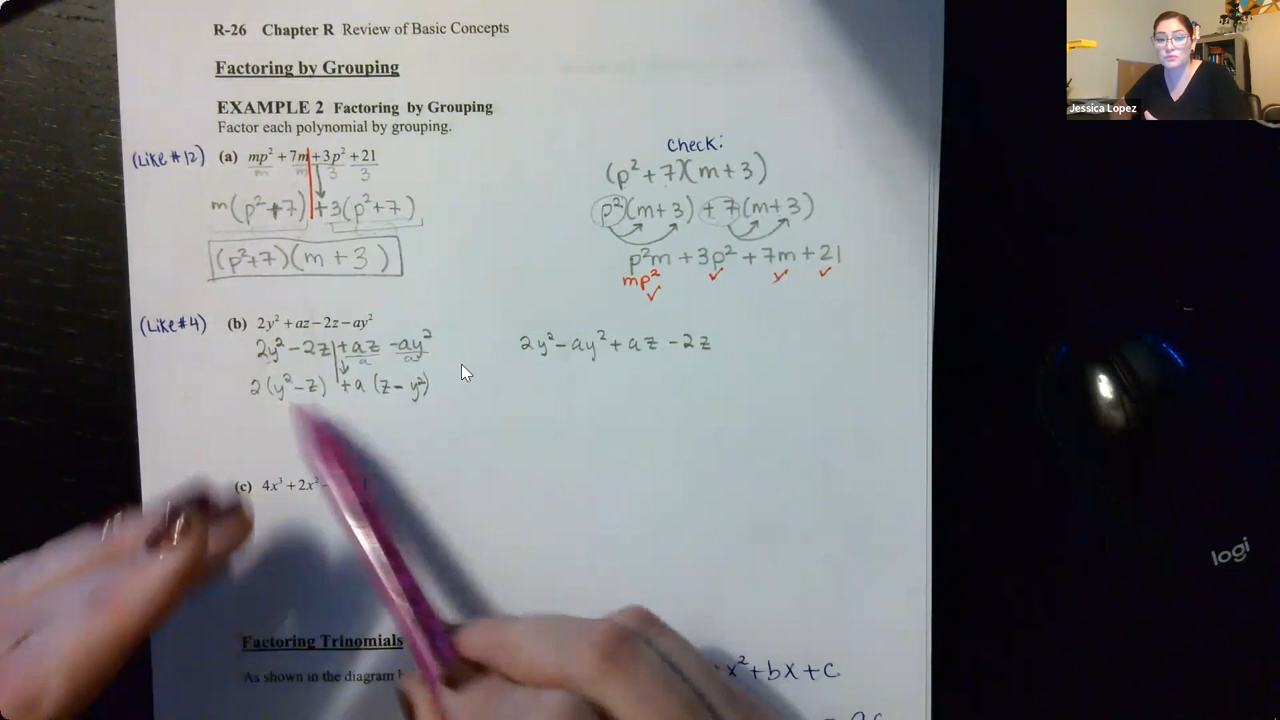 R-26 Chapter R Review of Basic Concepts
Jessica Lopez
Factoring by Grouping
EXAMPLE 2 Factoring by Grouping
Factor each polynomial by grouping.
(Like #12) (a) mp² + 7m + 3p² + 21
m m 3 3
m(p² + 7) + 3(p² + 7)
(p²+7)(m + 3)
Check:
(p² + 7)(m + 3)
p²(m + 3) + 7(m + 3)
p²m + 3p² + 7m + 21
mp²
(Like #4) (b) 2y² + az − 2z − ay²
2y² − 2z + az − ay²
a a
2(y² − z) + a(z − y²)
2y² − ay² + az − 2z
(c) 4x³ + 2x²
logi
Factoring Trinomials
As shown in the diagram
x² + bx + c